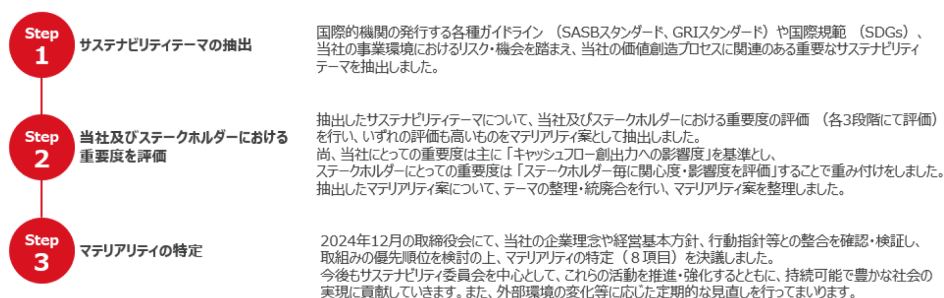 Step
1
サステナビリティテーマの抽出
国際的機関の発行する各種ガイドライン （SASBスタンダード、GRIスタンダード）や国際規範 （SDGs）、
当社の事業環境におけるリスク・機会を踏まえ、当社の価値創造プロセスに関連のある重要なサステナビリティ
テーマを抽出しました。
Step
2
当社及びステークホルダーにおける
重要度を評価
抽出したサステナビリティテーマについて、当社及びステークホルダーにおける重要度の評価 （各3段階にて評価）
を行い、いずれの評価も高いものをマテリアリティ案として抽出しました。
尚、当社にとっての重要度は主に「キャッシュフロー創出力への影響度」を基準とし、
ステークホルダーにとっての重要度は「ステークホルダー毎に関心度・影響度を評価」することで重み付けをしました。
抽出したマテリアリティ案について、テーマの整理・統廃合を行い、マテリアリティ案を整理しました。
Step
3
マテリアリティの特定
2024年12月の取締役会にて、当社の企業理念や経営基本方針、行動指針等との整合を確認・検証し、
取組みの優先順位を検討の上、マテリアリティの特定（８項目）を決議しました。
今後もサステナビリティ委員会を中心として、これらの活動を推進・強化するとともに、持続可能で豊かな社会の
実現に貢献していきます。また、外部環境の変化等に応じた定期的な見直しを行ってまいります。